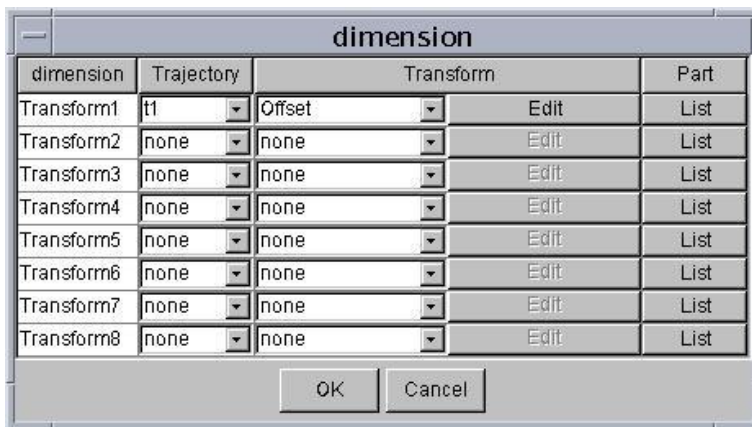 dimension
dimension Trajectory Transform Part
Transform1 t1 Offset Edit List
Transform2 none none Edit List
Transform3 none none Edit List
Transform4 none none Edit List
Transform5 none none Edit List
Transform6 none none Edit List
Transform7 none none Edit List
Transform8 none none Edit List
OK Cancel